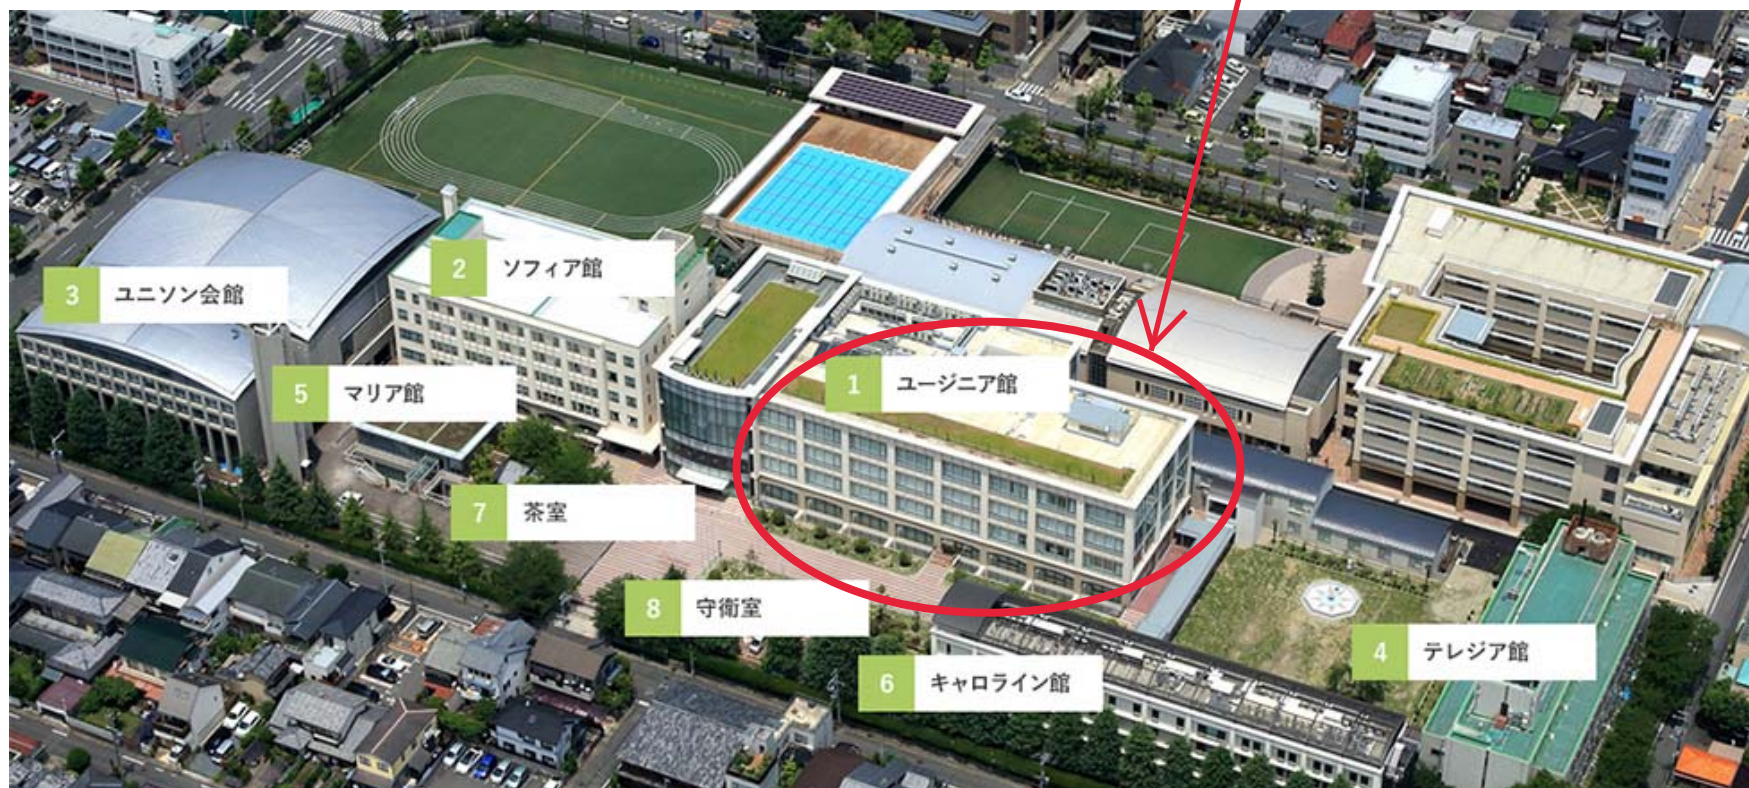 1 ユージニア館
2 ソフィア館
3 ユニソン会館
4 テレジア館
5 マリア館
6 キャロライン館
7 茶室
8 守衛室